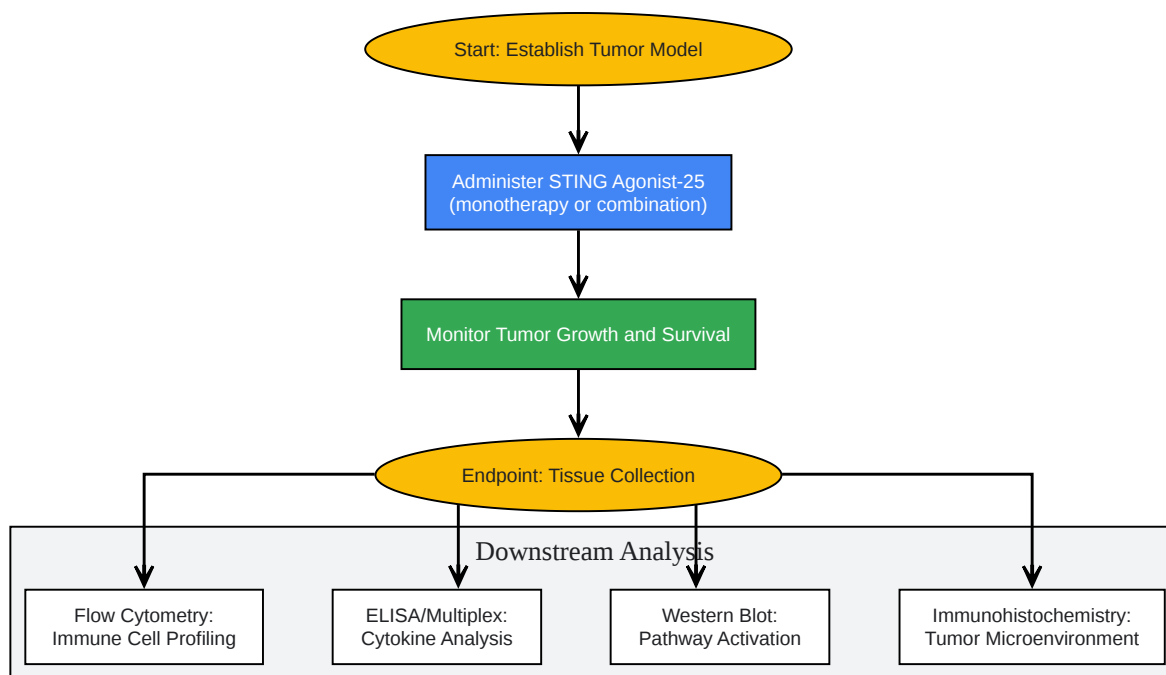 Start: Establish Tumor Model
Administer STING Agonist-25
(monotherapy or combination)
Monitor Tumor Growth and Survival
Endpoint: Tissue Collection
Downstream Analysis
Flow Cytometry:
Immune Cell Profiling
ELISA/Multiplex:
Cytokine Analysis
Western Blot:
Pathway Activation
Immunohistochemistry:
Tumor Microenvironment